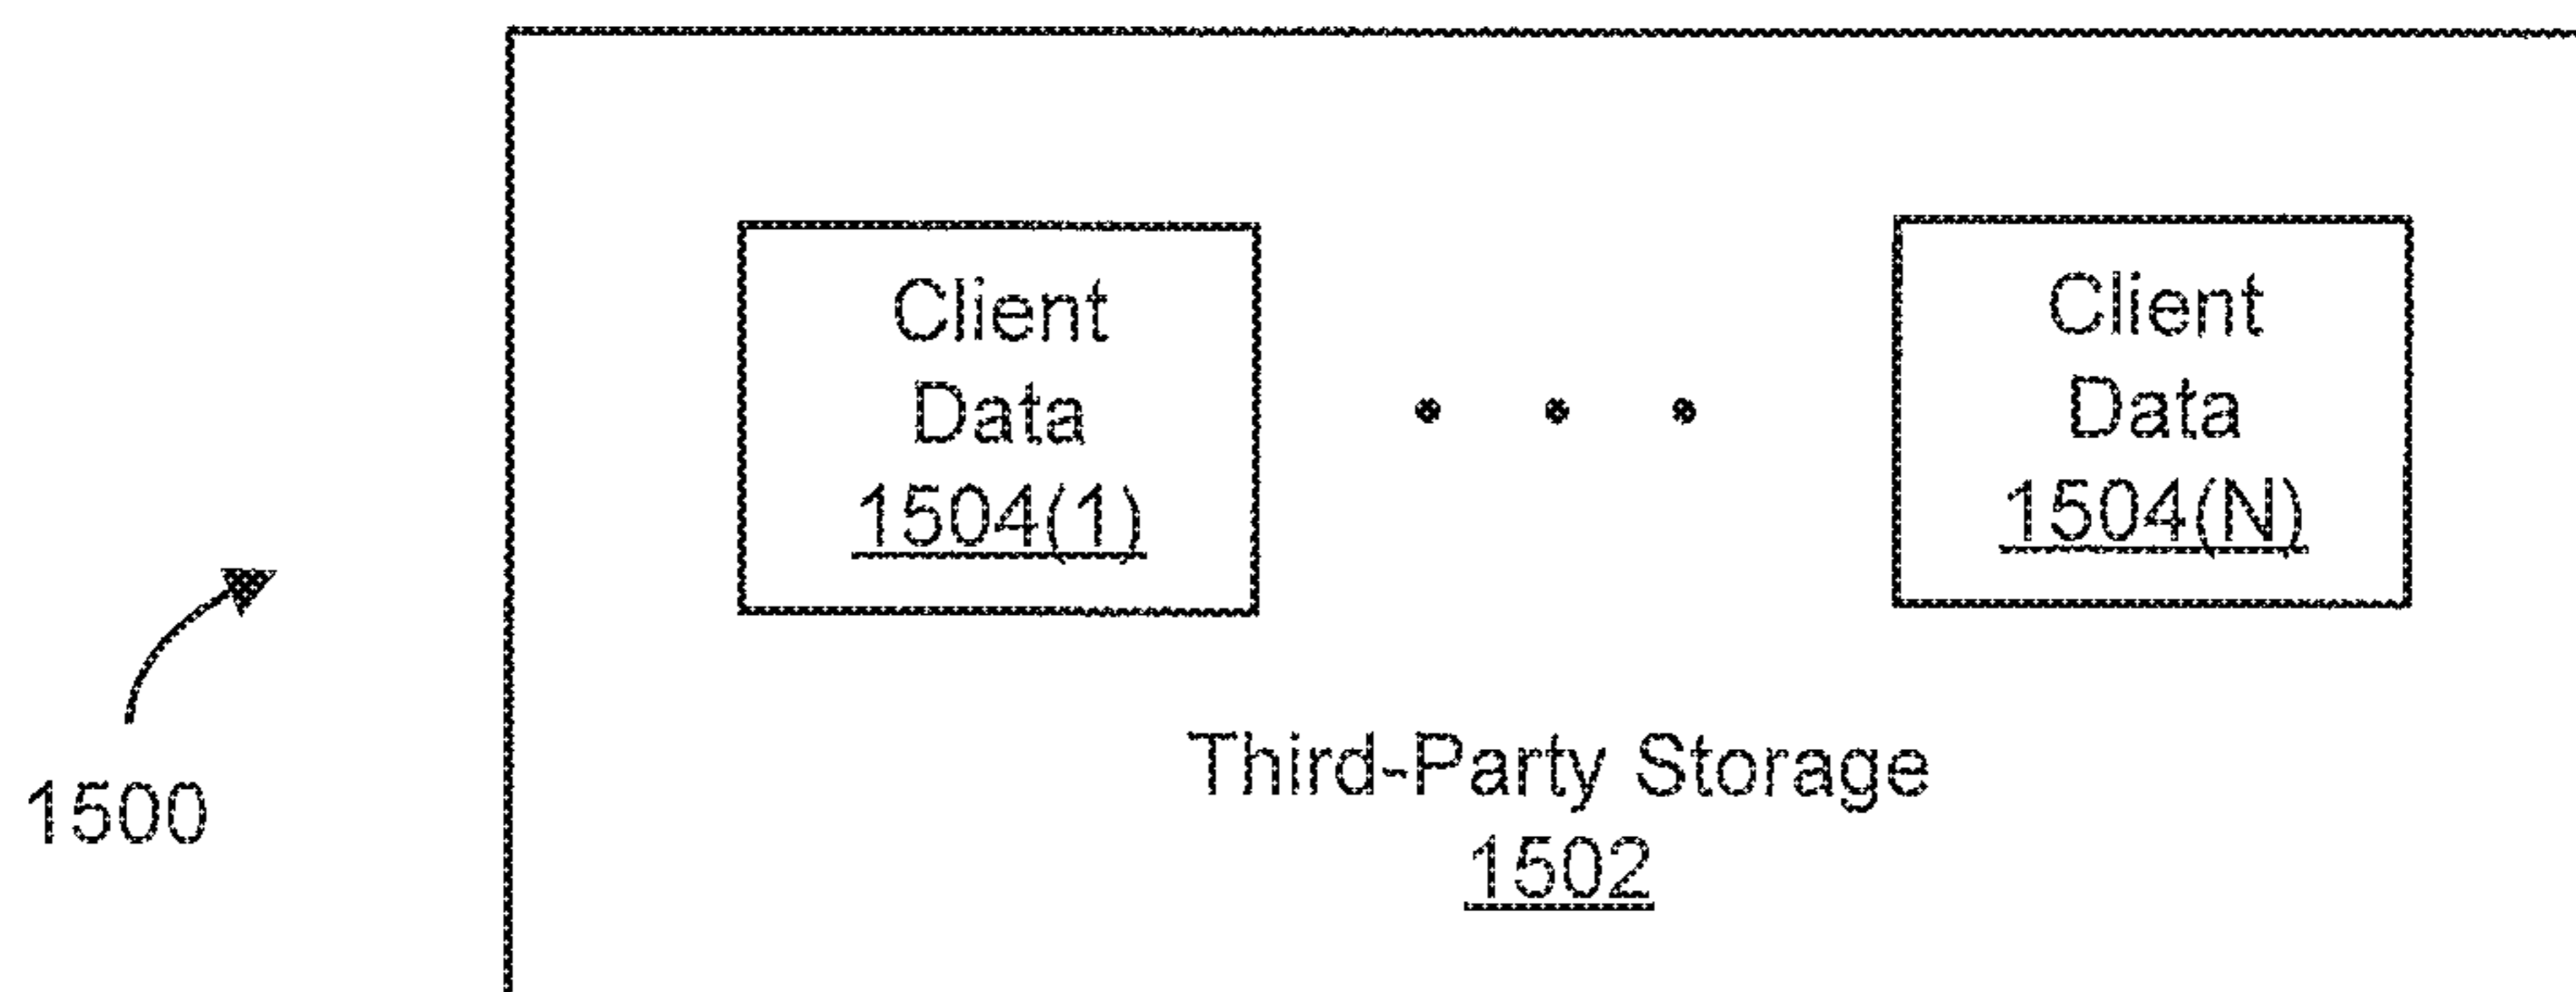 Client
Data
1504(1)
Client
Data
1504(N)
Third-Party Storage
1502
1500